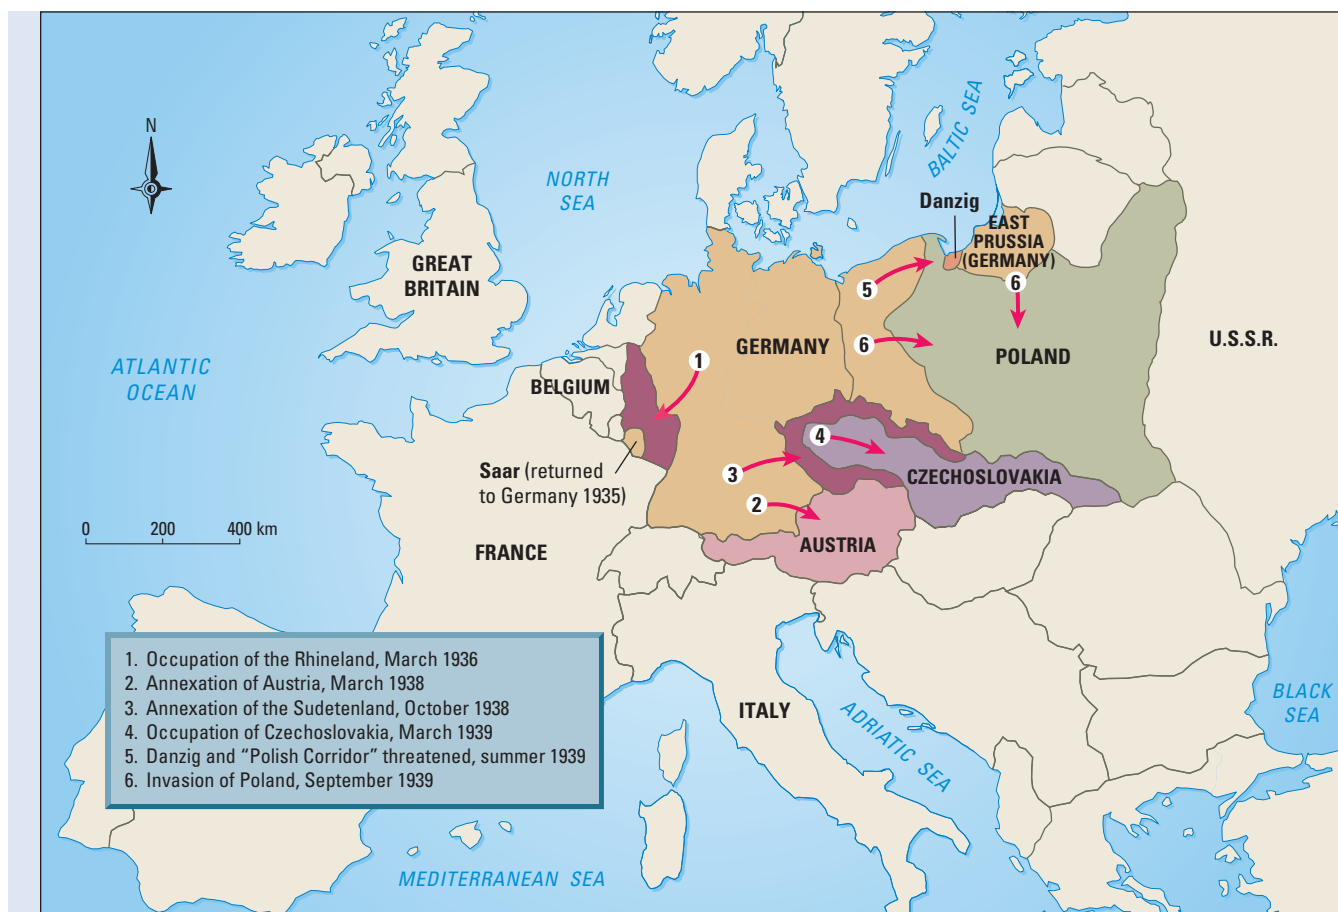 N
NORTH
SEA
BALTIC SEA
Danzig
EAST
PRUSSIA
(GERMANY)
GREAT
BRITAIN
5
6
ATLANTIC
OCEAN
1
GERMANY
6
POLAND
U.S.S.R.
BELGIUM
4
Saar (returned
to Germany 1935)
3
CZECHOSLOVAKIA
2
0 200 400 km
FRANCE
AUSTRIA
1. Occupation of the Rhineland, March 1936
2. Annexation of Austria, March 1938
3. Annexation of the Sudetenland, October 1938
4. Occupation of Czechoslovakia, March 1939
5. Danzig and “Polish Corridor” threatened, summer 1939
6. Invasion of Poland, September 1939
ITALY
ADRIATIC SEA
BLACK
SEA
MEDITERRANEAN SEA